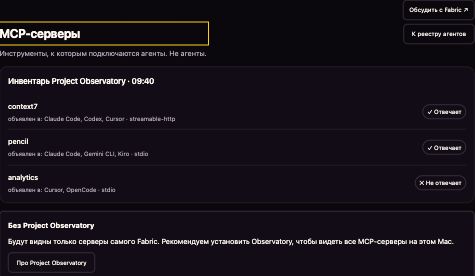 Обсудить с Fabric ↗
MCP-серверы
К реестру агентов
Инструменты, к которым подключаются агенты. Не агенты.
Инвентарь Project Observatory · 09:40
context7
объявлен в: Claude Code, Codex, Cursor · streamable-http
✓ Отвечает
pencil
объявлен в: Claude Code, Gemini CLI, Kiro · stdio
✓ Отвечает
analytics
объявлен в: Cursor, OpenCode · stdio
✕ Не отвечает
Без Project Observatory
Будут видны только серверы самого Fabric. Рекомендуем установить Observatory, чтобы видеть все MCP-серверы на этом Mac.
Про Project Observatory